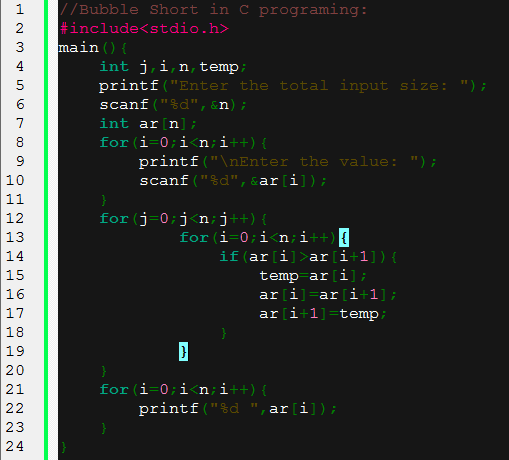 1 //Bubble Short in C programing:
2 #include<stdio.h>
3 main(){
4     int j,i,n,temp;
5     printf("Enter the total input size: ");
6     scanf("%d",&n);
7     int ar[n];
8     for(i=0;i<n;i++){
9         printf("\nEnter the value: ");
10         scanf("%d",&ar[i]);
11     }
12     for(j=0;j<n;j++){
13             for(i=0;i<n;i++){
14                 if(ar[i]>ar[i+1]){
15                     temp=ar[i];
16                     ar[i]=ar[i+1];
17                     ar[i+1]=temp;
18                 }
19             }
20     }
21     for(i=0;i<n;i++){
22         printf("%d ",ar[i]);
23     }
24 }